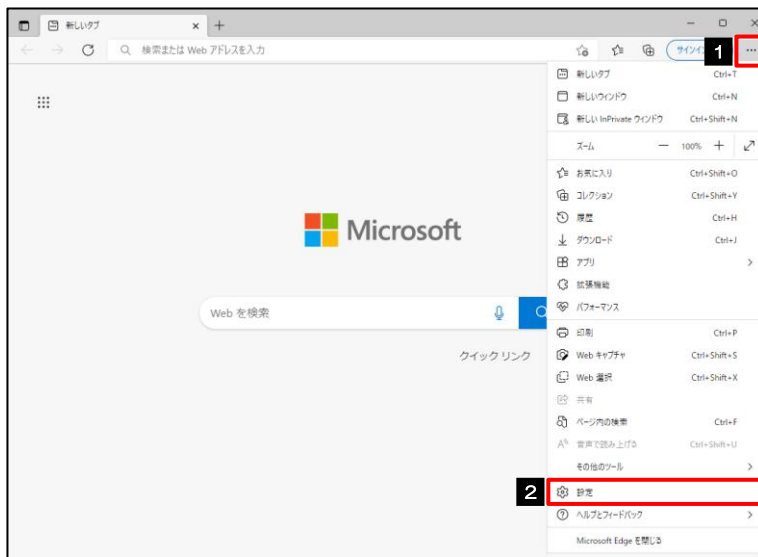 新しいタブ
検索または Web アドレスを入力
1
新しいタブ Ctrl+T
新しいウィンドウ Ctrl+N
新しい InPrivate ウィンドウ Ctrl+Shift+N
ズーム 100%
お気に入り Ctrl+Shift+O
コレクション Ctrl+Shift+Y
履歴 Ctrl+H
ダウンロード Ctrl+J
アプリ
拡張機能
パフォーマンス
印刷 Ctrl+P
Web キャプチャ Ctrl+Shift+S
Web 選択 Ctrl+Shift+X
共有
ページ内の検索 Ctrl+F
音声で読み上げる Ctrl+Shift+U
その他のツール
2 設定
ヘルプとフィードバック
Microsoft Edge を閉じる
Microsoft
Web を検索
クイック リンク